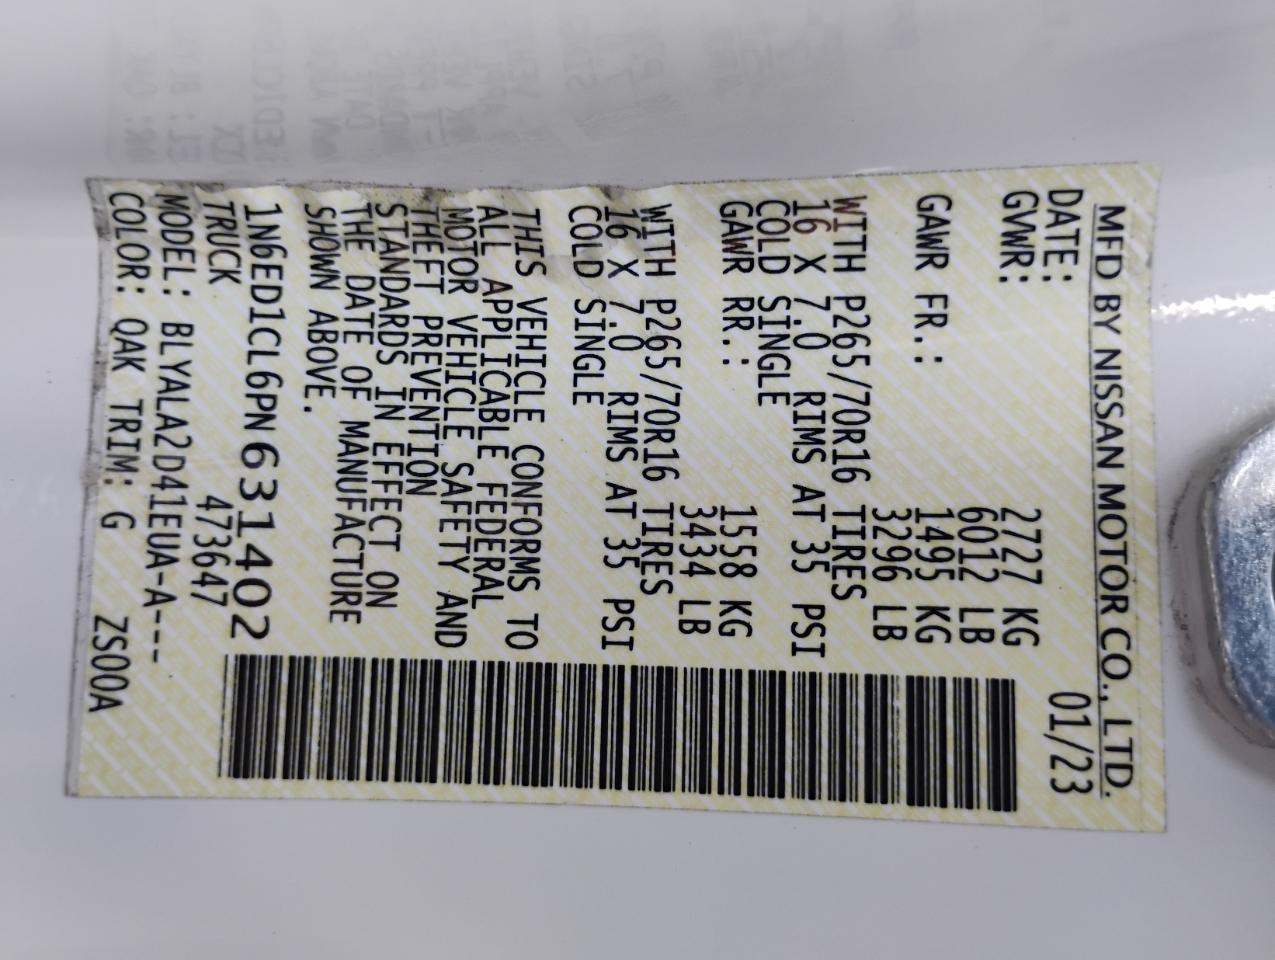 MFD BY NISSAN MOTOR CO., LTD.
DATE: 01/23
GVWR: 2727 KG
6012 LB
GAWR FR.: 1495 KG
3296 LB
WITH P265/70R16 TIRES
16 X 7.0 RIMS AT 35 PSI
COLD SINGLE
GAWR RR.: 1558 KG
3434 LB
WITH P265/70R16 TIRES
16 X 7.0 RIMS AT 35 PSI
COLD SINGLE
THIS VEHICLE CONFORMS TO
ALL APPLICABLE FEDERAL
MOTOR VEHICLE SAFETY AND
THEFT PREVENTION
STANDARDS IN EFFECT ON
THE DATE OF MANUFACTURE
SHOWN ABOVE.
1N6ED1CL6PN631402
TRUCK 473647
MODEL: BLYALA2D41EUA-A---
COLOR: QAK TRIM: G ZS00A